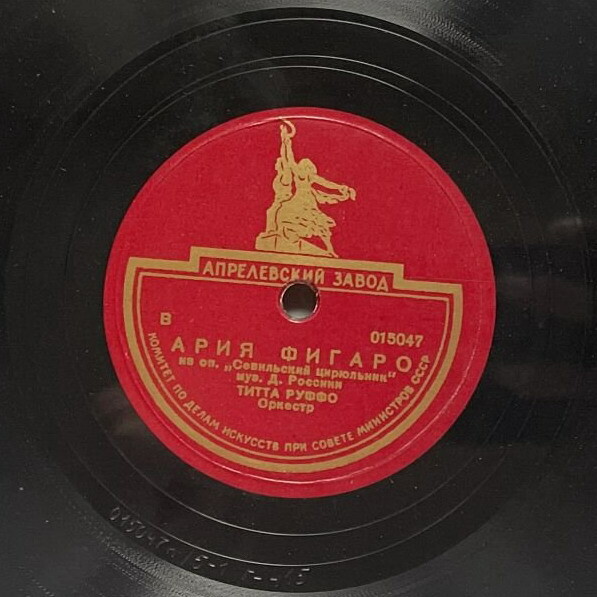 АПРЕЛЕВСКИЙ ЗАВОД
В
015047
АРИЯ ФИГАРО
из оп. „Севильский цирюльник“
муз. Д. Россини
ТИТТА РУФФО
Оркестр
КОМИТЕТ ПО ДЕЛАМ ИСКУССТВ ПРИ СОВЕТЕ МИНИСТРОВ СССР